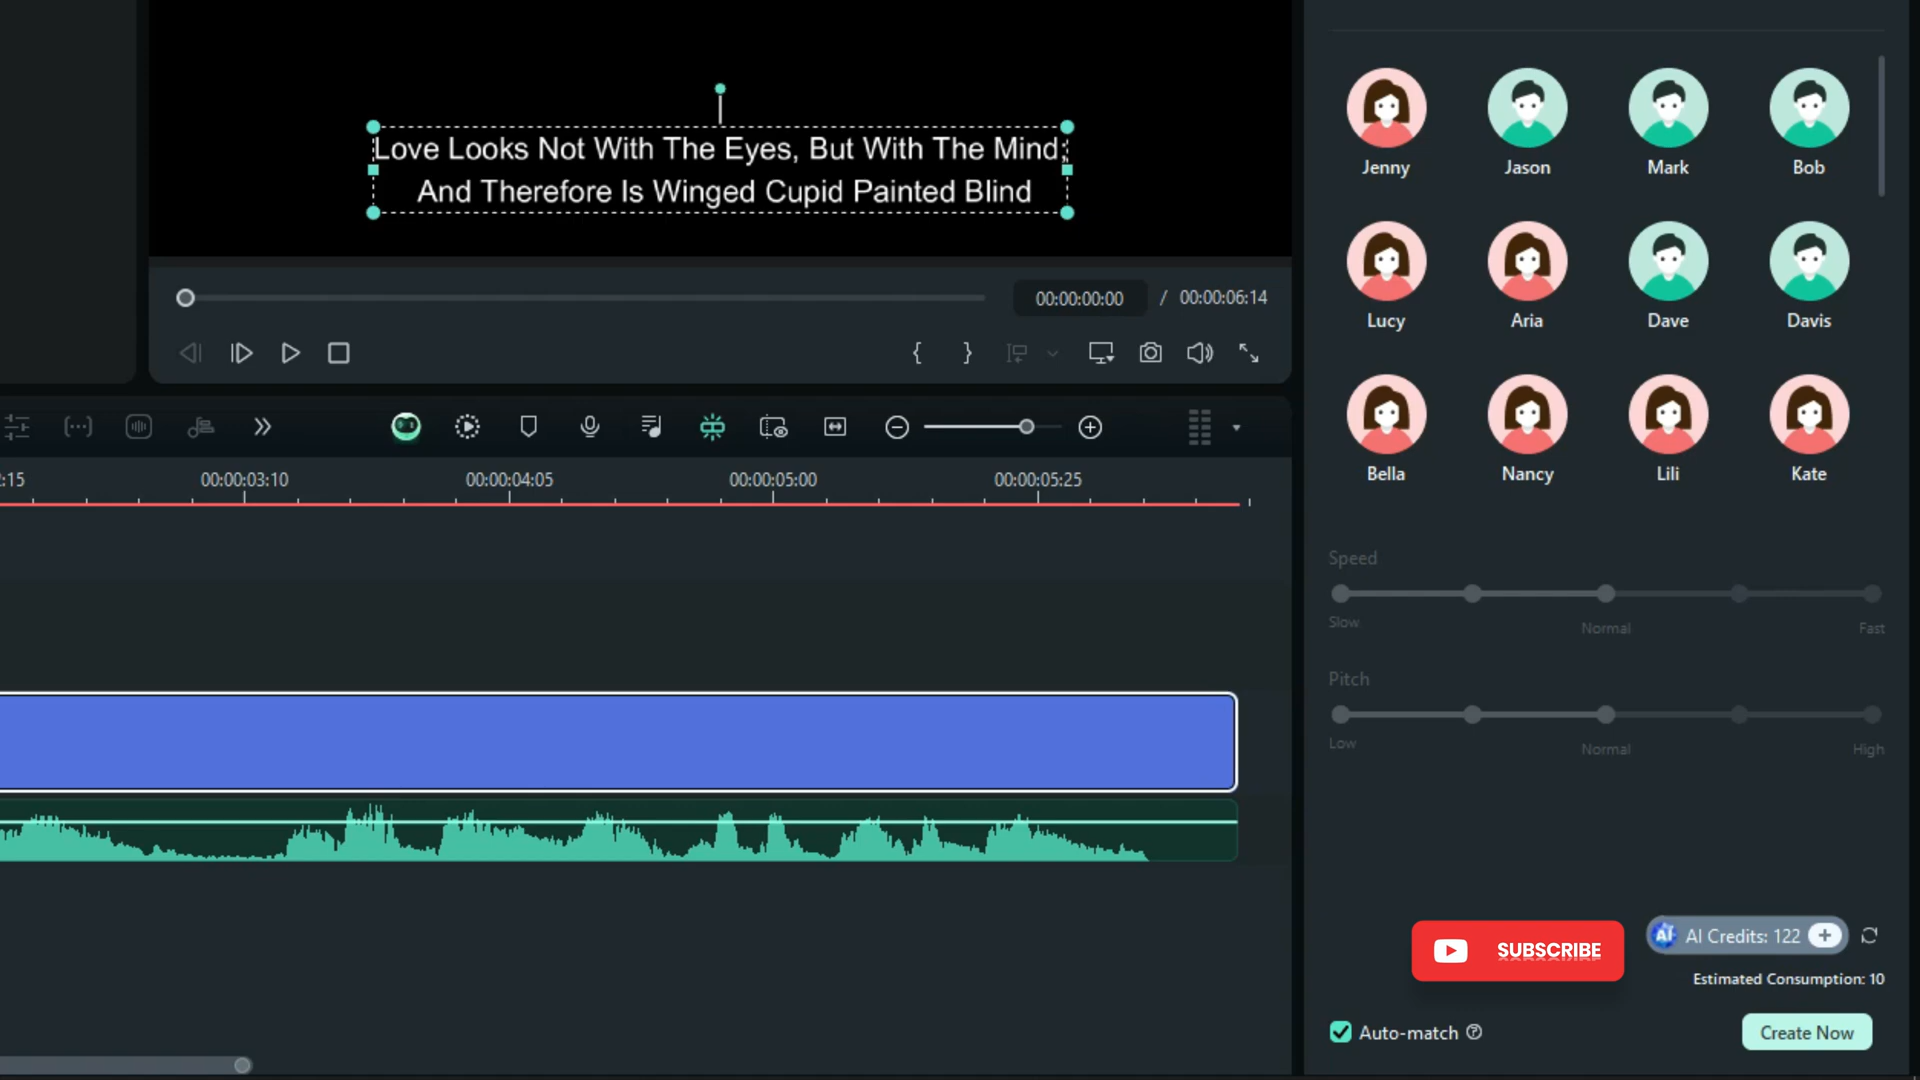 Love Looks Not With The Eyes, But With The Mind;
And Therefore Is Winged Cupid Painted Blind
00:00:00:00 / 00:00:06:14
:15 00:00:03:10 00:00:04:05 00:00:05:00 00:00:05:25
Jenny Jason Mark Bob
Lucy Aria Dave Davis
Bella Nancy Lili Kate
Speed
Slow Normal Fast
Pitch
Low Normal High
SUBSCRIBE
AI AI Credits: 122
Estimated Consumption: 10
Auto-match
Create Now